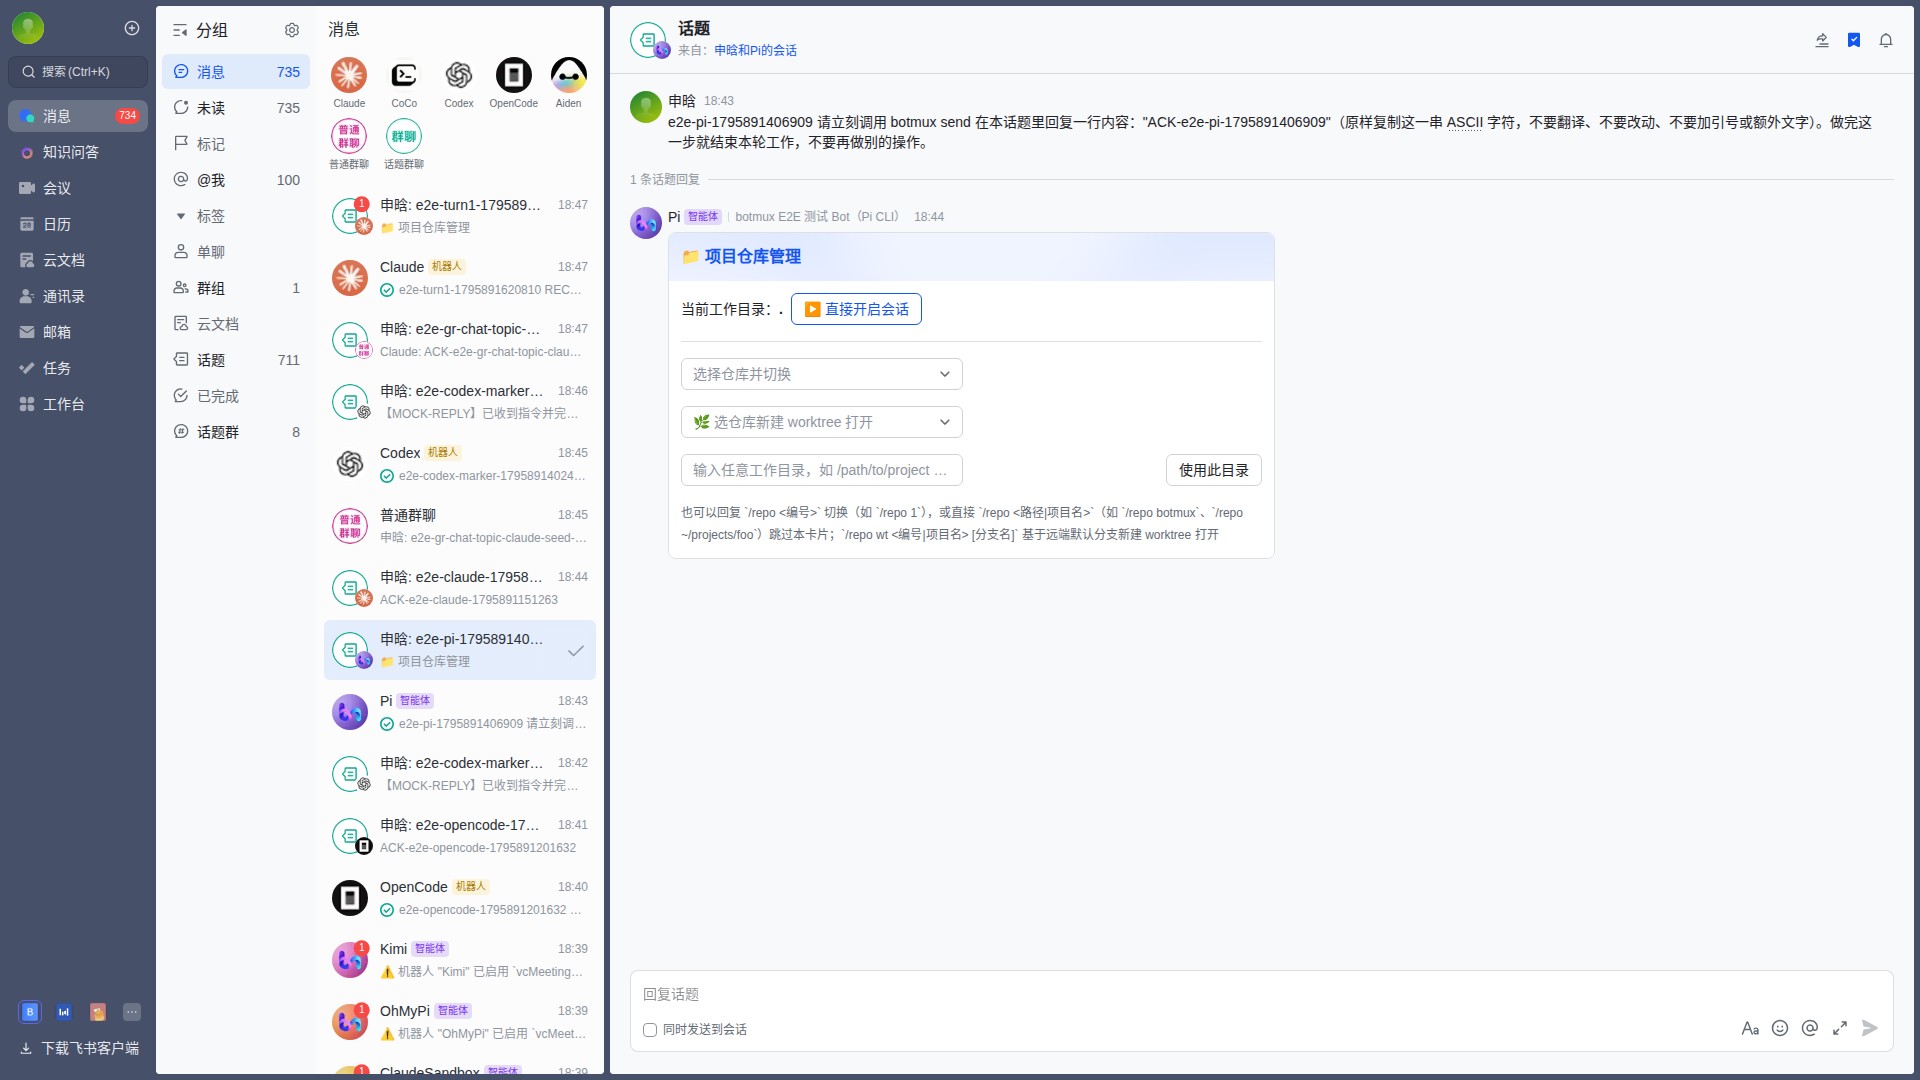 搜索 (Ctrl+K)
消息 734
知识问答
会议
日历
云文档
通讯录
邮箱
任务
工作台
下载飞书客户端
分组
消息 735
未读 735
标记
@我 100
标签
单聊
群组 1
云文档
话题 711
已完成
话题群 8
消息
Claude CoCo Codex OpenCode Aiden
普通群聊 群聊
普通群聊 话题群聊
1
申晗: e2e-turn1-179589... 18:47
📁 项目仓库管理
Claude 机器人 18:47
e2e-turn1-1795891620810 REC...
申晗: e2e-gr-chat-topic-... 18:47
Claude: ACK-e2e-gr-chat-topic-clau...
申晗: e2e-codex-marker... 18:46
【MOCK-REPLY】已收到指令并完...
Codex 机器人 18:45
e2e-codex-marker-17958914024...
普通群聊
普通群聊 18:45
申晗: e2e-gr-chat-topic-claude-seed-...
申晗: e2e-claude-17958... 18:44
ACK-e2e-claude-1795891151263
申晗: e2e-pi-179589140...
📁 项目仓库管理
Pi 智能体 18:43
e2e-pi-1795891406909 请立刻调...
申晗: e2e-codex-marker... 18:42
【MOCK-REPLY】已收到指令并完...
申晗: e2e-opencode-17... 18:41
ACK-e2e-opencode-1795891201632
OpenCode 机器人 18:40
e2e-opencode-1795891201632 ...
1
Kimi 智能体 18:39
⚠️ 机器人 "Kimi" 已启用 `vcMeeting...
1
OhMyPi 智能体 18:39
⚠️ 机器人 "OhMyPi" 已启用 `vcMeet...
1
ClaudeSandbox 智能体 18:39
话题
来自：申晗和Pi的会话
申晗 18:43
e2e-pi-1795891406909 请立刻调用 botmux send 在本话题里回复一行内容："ACK-e2e-pi-1795891406909"（原样复制这一串 ASCII 字符，不要翻译、不要改动、不要加引号或额外文字）。做完这
一步就结束本轮工作，不要再做别的操作。
1 条话题回复
Pi 智能体 botmux E2E 测试 Bot（Pi CLI） 18:44
📁 项目仓库管理
当前工作目录：. ▶️ 直接开启会话
选择仓库并切换
🌿 选仓库新建 worktree 打开
输入任意工作目录，如 /path/to/project ... 使用此目录
也可以回复 `/repo <编号>` 切换（如 `/repo 1`），或直接 `/repo <路径|项目名>`（如 `/repo botmux`、`/repo
~/projects/foo`）跳过本卡片；`/repo wt <编号|项目名> [分支名]` 基于远端默认分支新建 worktree 打开
回复话题
同时发送到会话